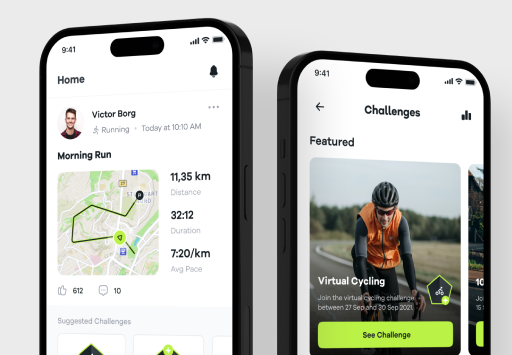 9:41
Home
Victor Borg
Running • Today at 10:10 AM
Morning Run
11,35 km
Distance
32:12
Duration
7:20/km
Avg Pace
612
10
Suggested Challenges
9:41
Challenges
Featured
Virtual Cycling
Join the virtual cycling challenge
between 27 Sep and 20 Sep 2021.
See Challenge